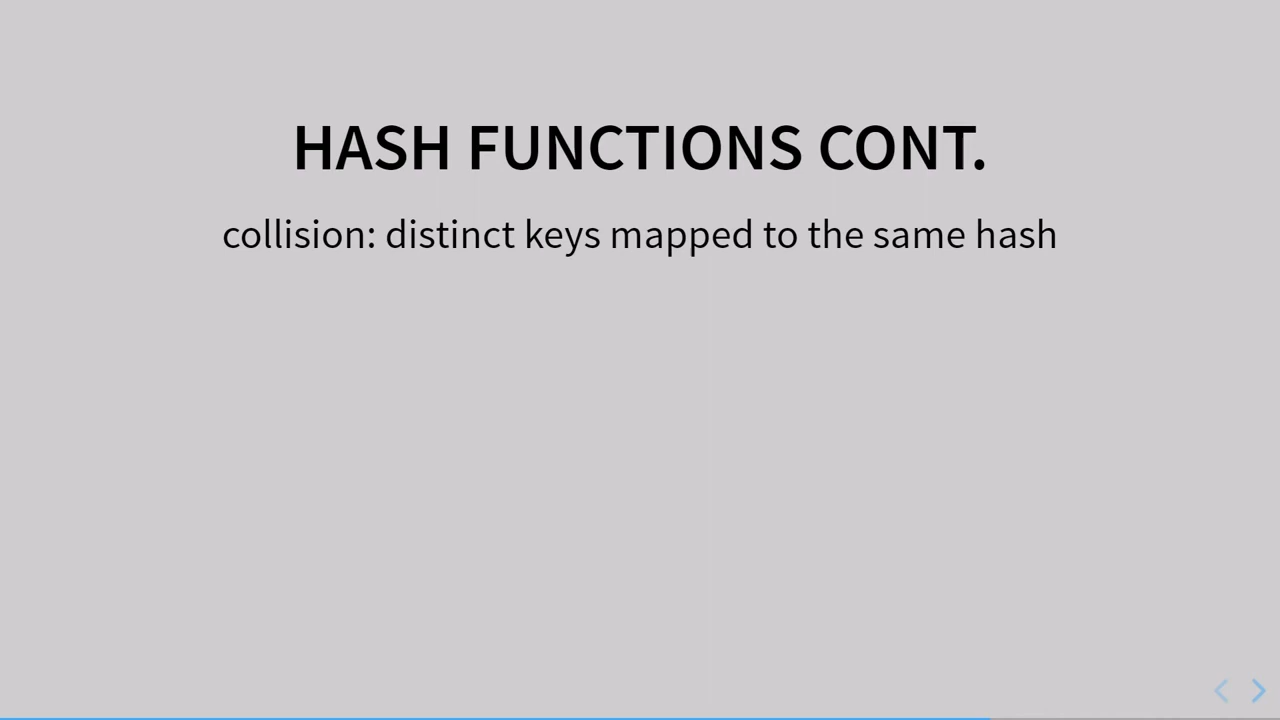 HASH FUNCTIONS CONT.
collision: distinct keys mapped to the same hash